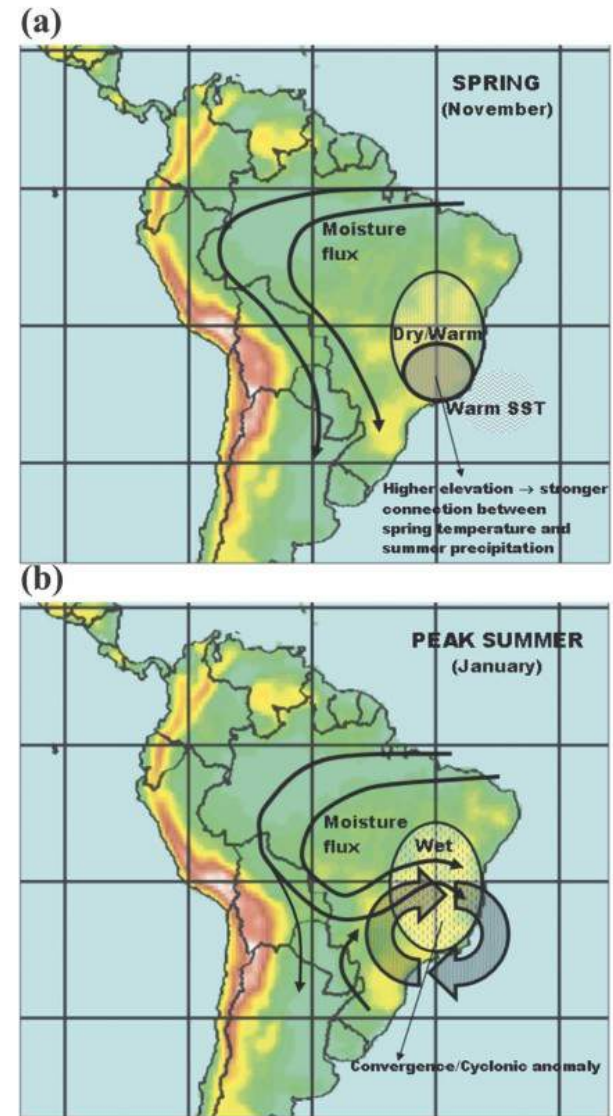 (a)
SPRING
(November)
Moisture
flux
Dry/Warm
Warm SST
Higher elevation → stronger
connection between
spring temperature and
summer precipitation
(b)
PEAK SUMMER
(January)
Moisture
flux
Wet
Convergence/Cyclonic anomaly